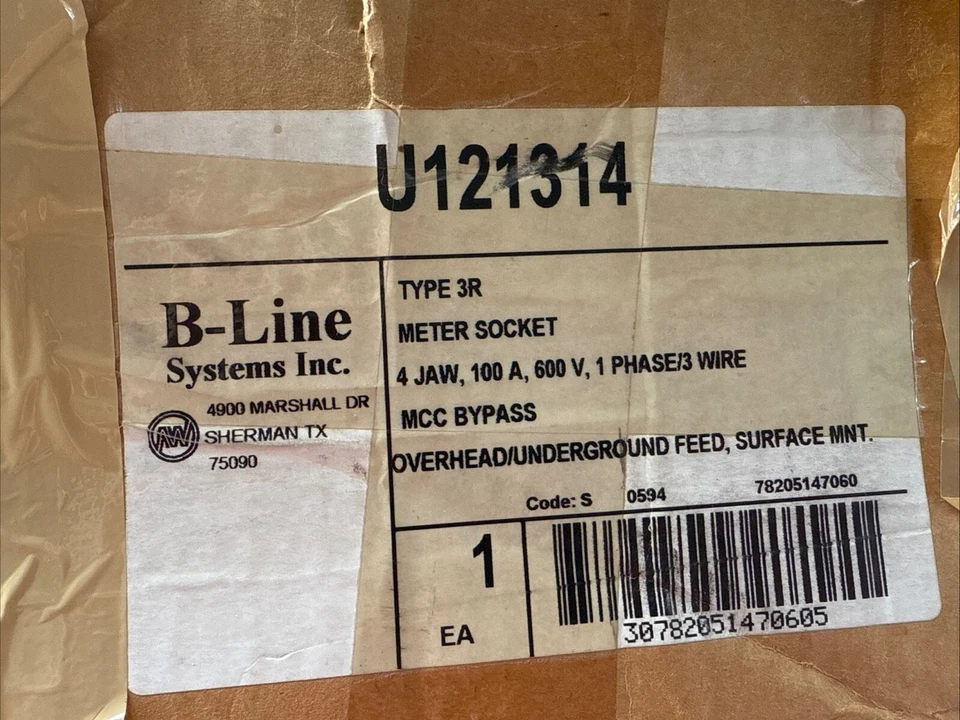 U121314
B-Line
Systems Inc.
4900 MARSHALL DR
SHERMAN TX
75090
TYPE 3R
METER SOCKET
4 JAW, 100 A, 600 V, 1 PHASE/3 WIRE
MCC BYPASS
OVERHEAD/UNDERGROUND FEED, SURFACE MNT.
Code: S 0594 78205147060
1
EA
30782051470605